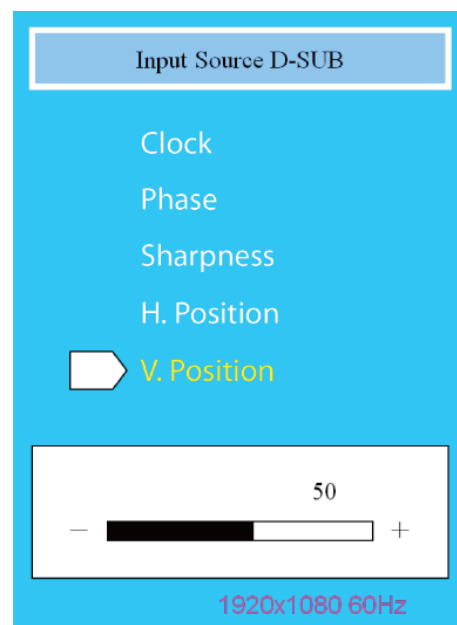 Input Source D-SUB
Clock
Phase
Sharpness
H. Position
V. Position
50
– +
1920x1080 60Hz